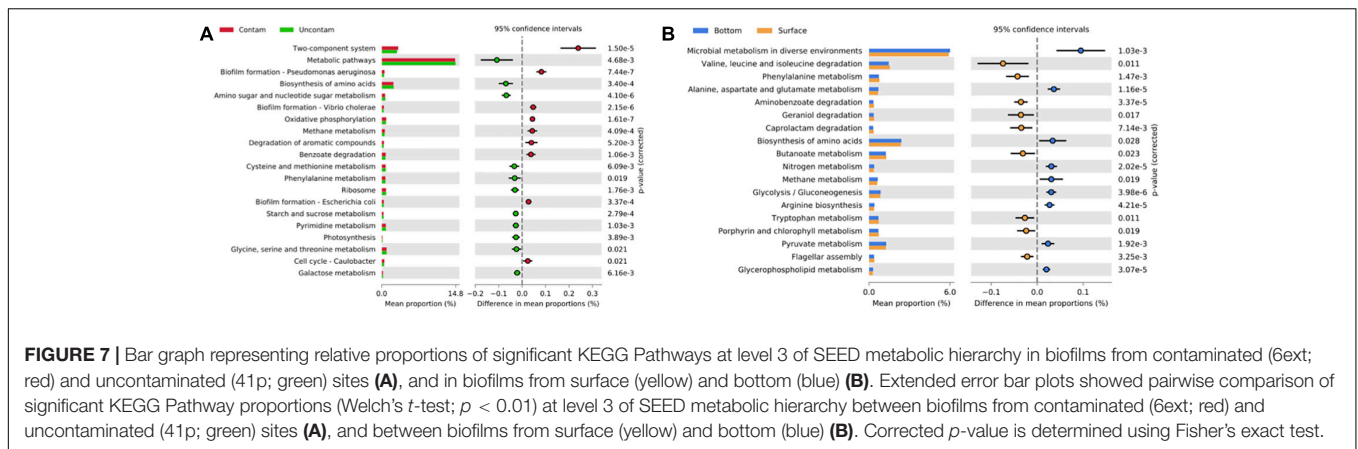 A Contam Uncontam 95% confidence intervals
Two-component system 1.50e-5
Metabolic pathways 4.68e-3
Biofilm formation - Pseudomonas aeruginosa 7.44e-7
Biosynthesis of amino acids 3.40e-4
Amino sugar and nucleotide sugar metabolism 4.10e-6
Biofilm formation - Vibrio cholerae 2.15e-6
Oxidative phosphorylation 1.61e-7
Methane metabolism 4.09e-4
Degradation of aromatic compounds 5.20e-3
Benzoate degradation 1.06e-3
Cysteine and methionine metabolism 6.09e-3
Phenylalanine metabolism 0.019
Ribosome 1.76e-3
Biofilm formation - Escherichia coli 3.37e-4
Starch and sucrose metabolism 2.79e-4
Pyrimidine metabolism 1.03e-3
Photosynthesis 3.89e-3
Glycine, serine and threonine metabolism 0.021
Cell cycle - Caulobacter 0.021
Galactose metabolism 6.16e-3
p-value (corrected)
0.0 14.8 −0.2 −0.1 0.0 0.1 0.2 0.3
Mean proportion (%) Difference in mean proportions (%)
B Bottom Surface 95% confidence intervals
Microbial metabolism in diverse environments 1.03e-3
Valine, leucine and isoleucine degradation 0.011
Phenylalanine metabolism 1.47e-3
Alanine, aspartate and glutamate metabolism 1.16e-5
Aminobenzoate degradation 3.37e-5
Geraniol degradation 0.017
Caprolactam degradation 7.14e-3
Biosynthesis of amino acids 0.028
Butanoate metabolism 0.023
Nitrogen metabolism 2.02e-5
Methane metabolism 0.019
Glycolysis / Gluconeogenesis 3.98e-6
Arginine biosynthesis 4.21e-5
Tryptophan metabolism 0.011
Porphyrin and chlorophyll metabolism 0.019
Pyruvate metabolism 1.92e-3
Flagellar assembly 3.25e-3
Glycerophospholipid metabolism 3.07e-5
p-value (corrected)
0.0 6.0 −0.1 0.0 0.1
Mean proportion (%) Difference in mean proportions (%)
FIGURE 7 | Bar graph representing relative proportions of significant KEGG Pathways at level 3 of SEED metabolic hierarchy in biofilms from contaminated (6ext;
red) and uncontaminated (41p; green) sites (A), and in biofilms from surface (yellow) and bottom (blue) (B). Extended error bar plots showed pairwise comparison of
significant KEGG Pathway proportions (Welch's t-test; p < 0.01) at level 3 of SEED metabolic hierarchy between biofilms from contaminated (6ext; red) and
uncontaminated (41p; green) sites (A), and between biofilms from surface (yellow) and bottom (blue) (B). Corrected p-value is determined using Fisher's exact test.